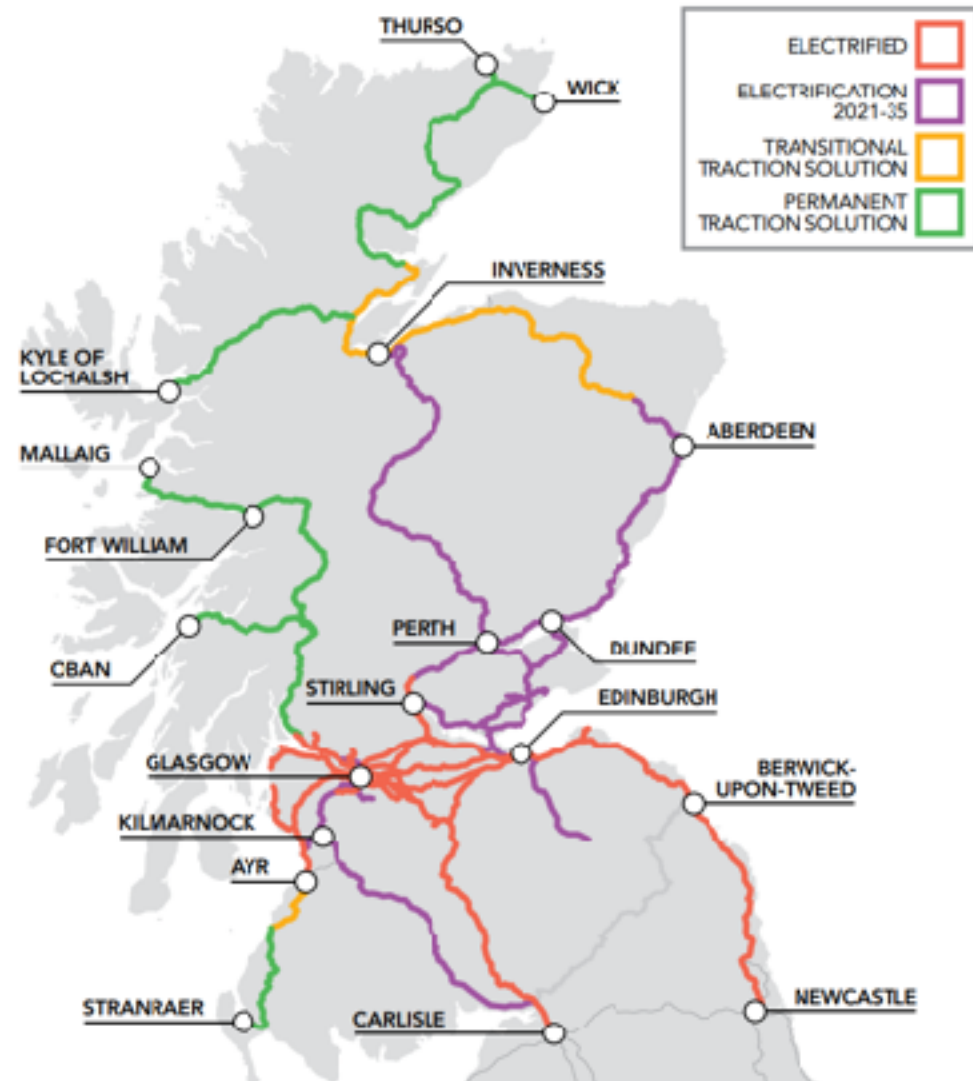 THURSO
WICK
ELECTRIFIED
ELECTRIFICATION
2021-35
TRANSITIONAL
TRACTION SOLUTION
PERMANENT
TRACTION SOLUTION
INVERNESS
KYLE OF
LOCHALSH
MALLAIG
ABERDEEN
FORT WILLIAM
PERTH
DUNDEE
OBAN
STIRLING
EDINBURGH
GLASGOW
BERWICK-
UPON-TWEED
KILMARNOCK
AYR
STRANRAER
CARLISLE
NEWCASTLE